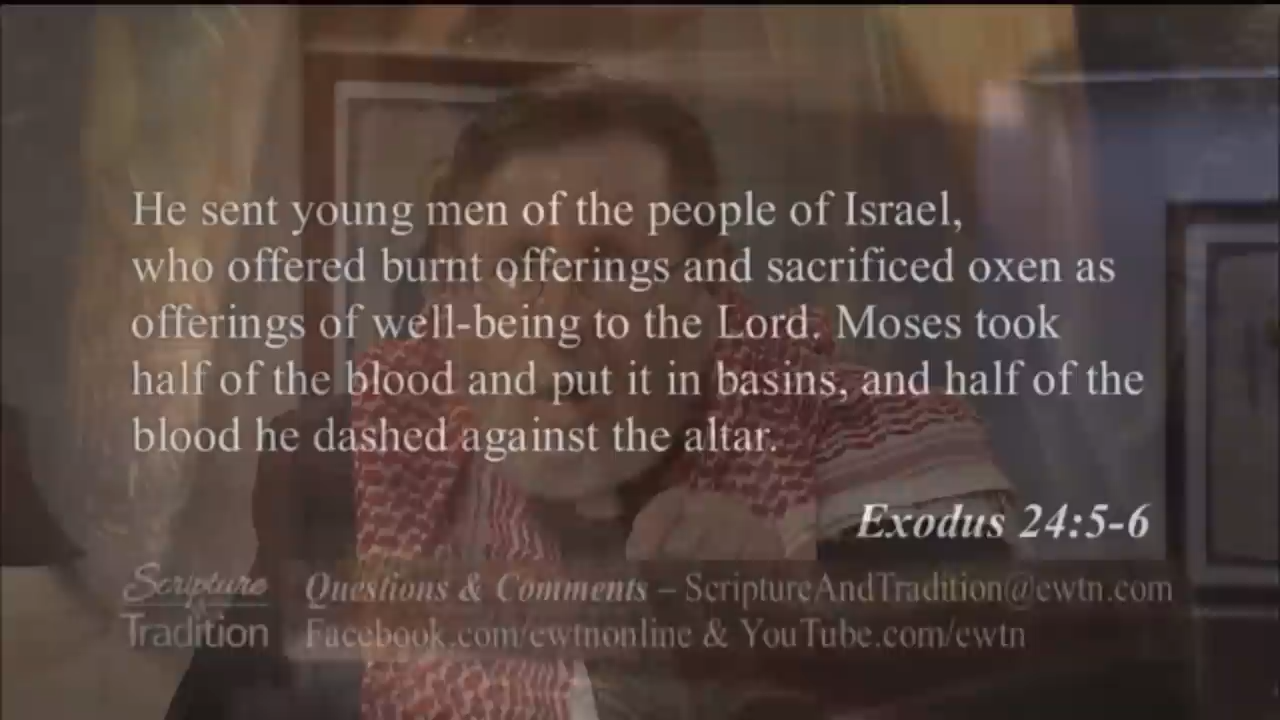 He sent young men of the people of Israel,
who offered burnt offerings and sacrificed oxen as
offerings of well-being to the Lord. Moses took
half of the blood and put it in basins, and half of the
blood he dashed against the altar.
Exodus 24:5-6
Scripture
&
Tradition
Questions & Comments – ScriptureAndTradition@ewtn.com
Facebook.com/ewtnonline & YouTube.com/ewtn